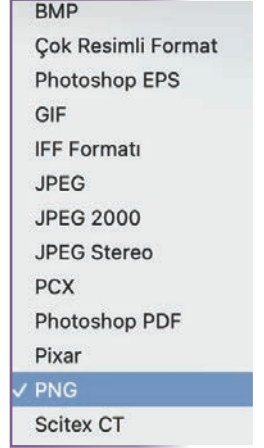 BMP
Çok Resimli Format
Photoshop EPS
GIF
IFF Formatı
JPEG
JPEG 2000
JPEG Stereo
PCX
Photoshop PDF
Pixar
✓ PNG
Scitex CT